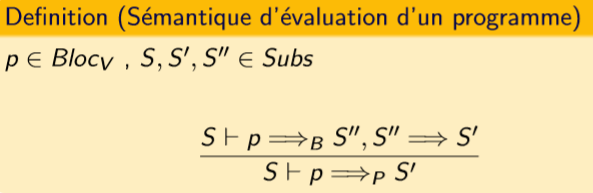 Definition (Sémantique d'évaluation d'un programme)
p ∈ Bloc_V , S, S′, S″ ∈ Subs
S ⊢ p ⟹_B S″, S″ ⟹ S′
S ⊢ p ⟹_P S′